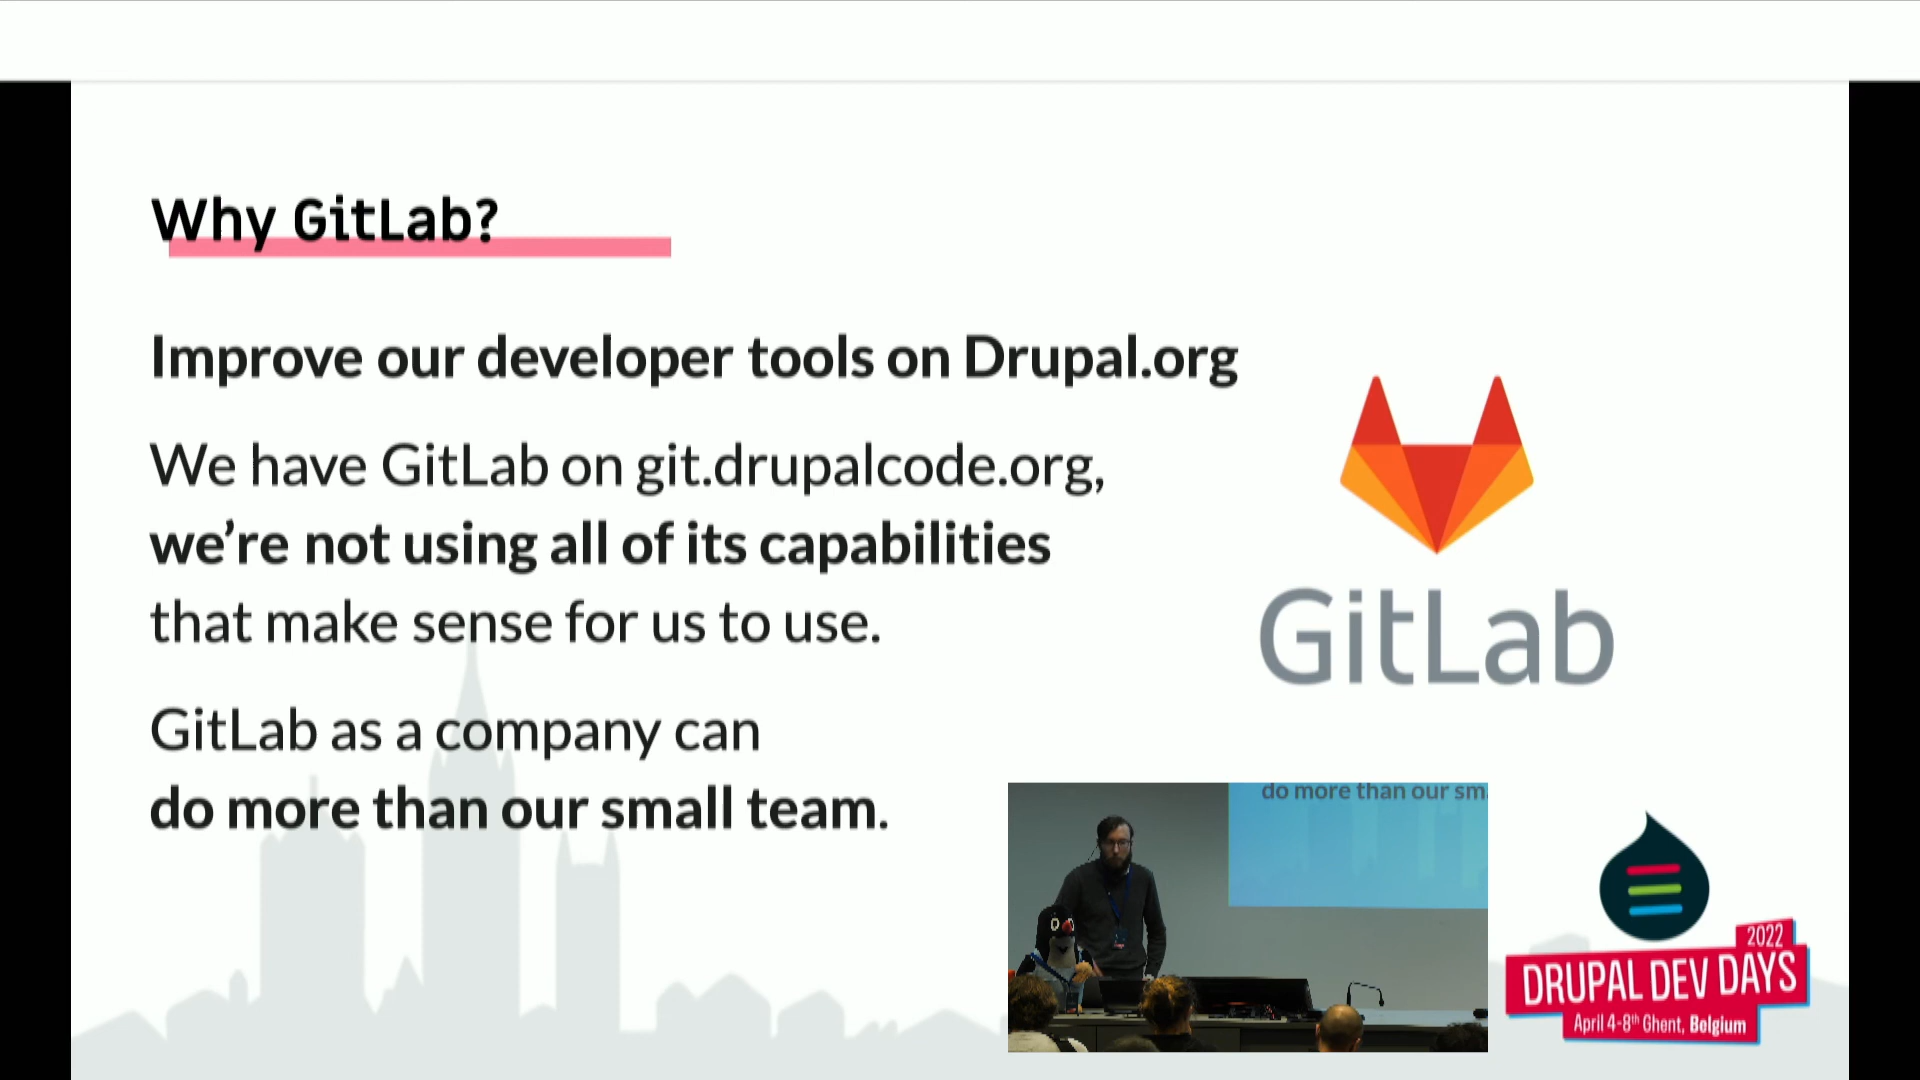 Why GitLab?
Improve our developer tools on Drupal.org
We have GitLab on git.drupalcode.org,
we’re not using all of its capabilities
that make sense for us to use.
GitLab as a company can
do more than our small team.
GitLab
do more than our sm
2022
DRUPAL DEV DAYS
April 4-8th Ghent, Belgium